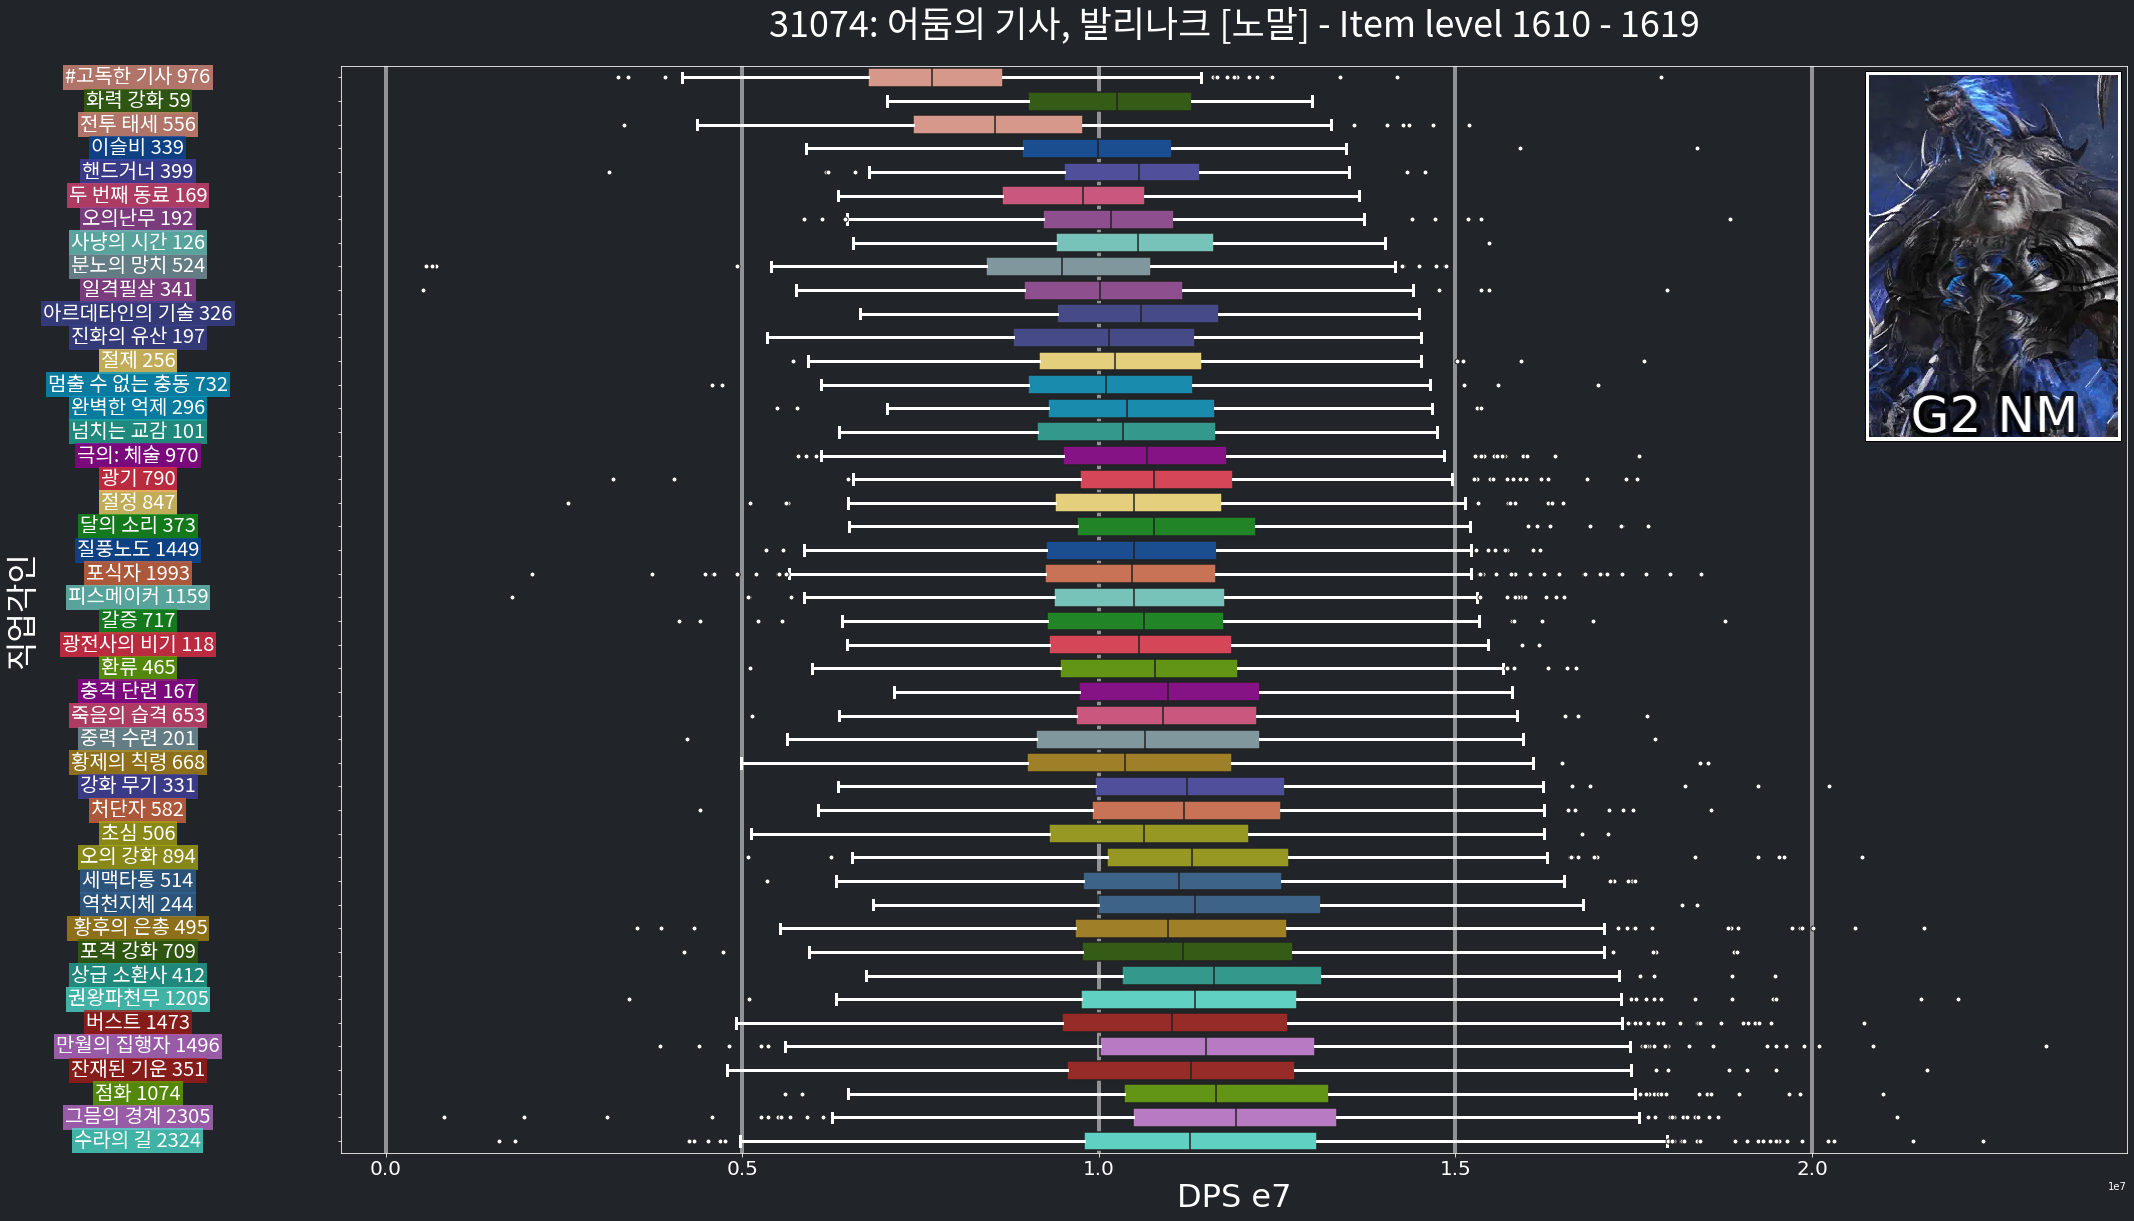 31074: 어둠의 기사, 발리나크 [노말] - Item level 1610 - 1619
#고독한 기사 976
화력 강화 59
전투 태세 556
이슬비 339
핸드거너 399
두 번째 동료 169
오의난무 192
사냥의 시간 126
분노의 망치 524
일격필살 341
아르데타인의 기술 326
진화의 유산 197
절제 256
멈출 수 없는 충동 732
완벽한 억제 296
넘치는 교감 101
극의: 체술 970
광기 790
절정 847
달의 소리 373
질풍노도 1449
포식자 1993
피스메이커 1159
갈증 717
광전사의 비기 118
환류 465
충격 단련 167
죽음의 습격 653
중력 수련 201
황제의 칙령 668
강화 무기 331
처단자 582
초심 506
오의 강화 894
세맥타통 514
역천지체 244
황후의 은총 495
포격 강화 709
상급 소환사 412
권왕파천무 1205
버스트 1473
만월의 집행자 1496
잔재된 기운 351
점화 1074
그믐의 경계 2305
수라의 길 2324
직업각인
G2 NM
0.0 0.5 1.0 1.5 2.0
DPS e7
1e7